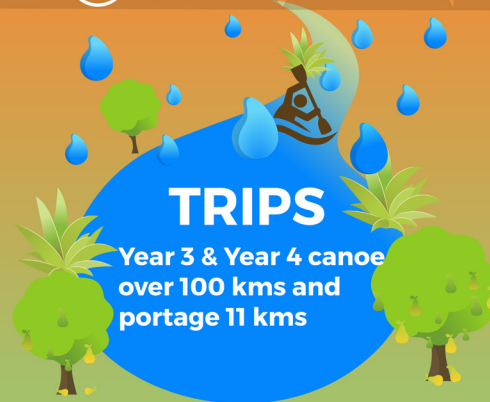 TRIPS
Year 3 & Year 4 canoe
over 100 kms and
portage 11 kms